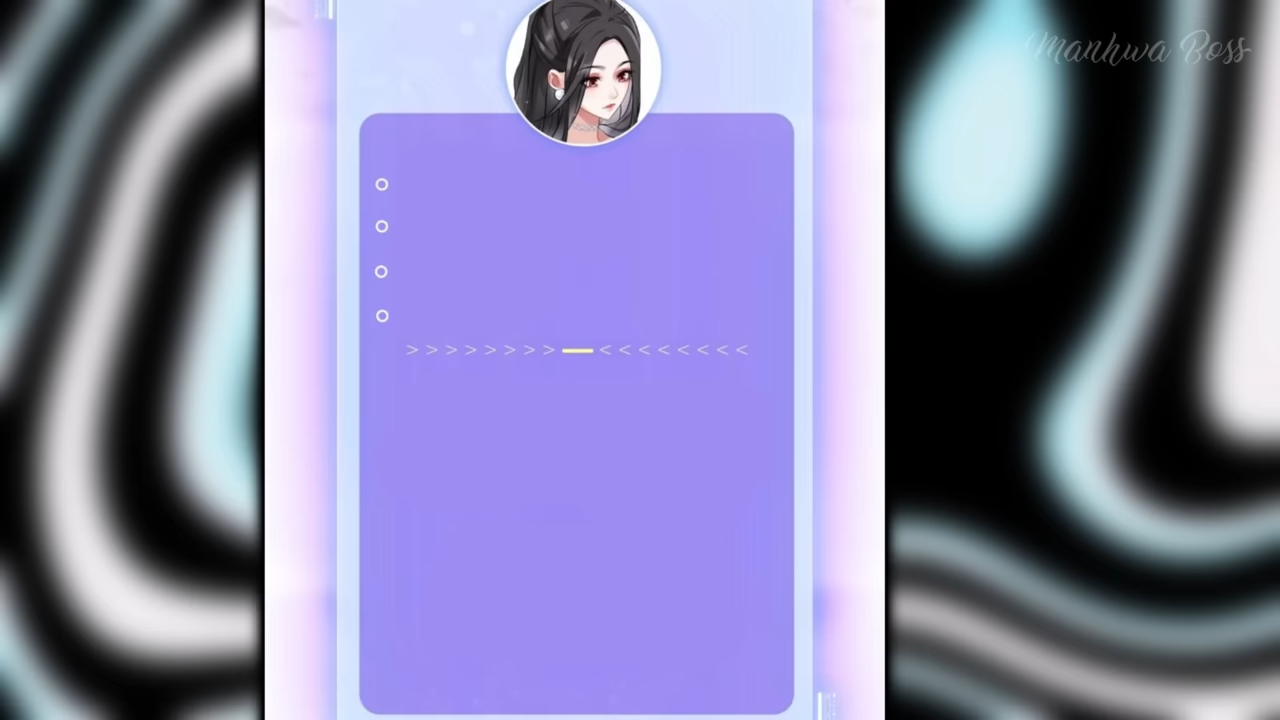 Manhwa Boss
> > > > > > > > — < < < < < < < <